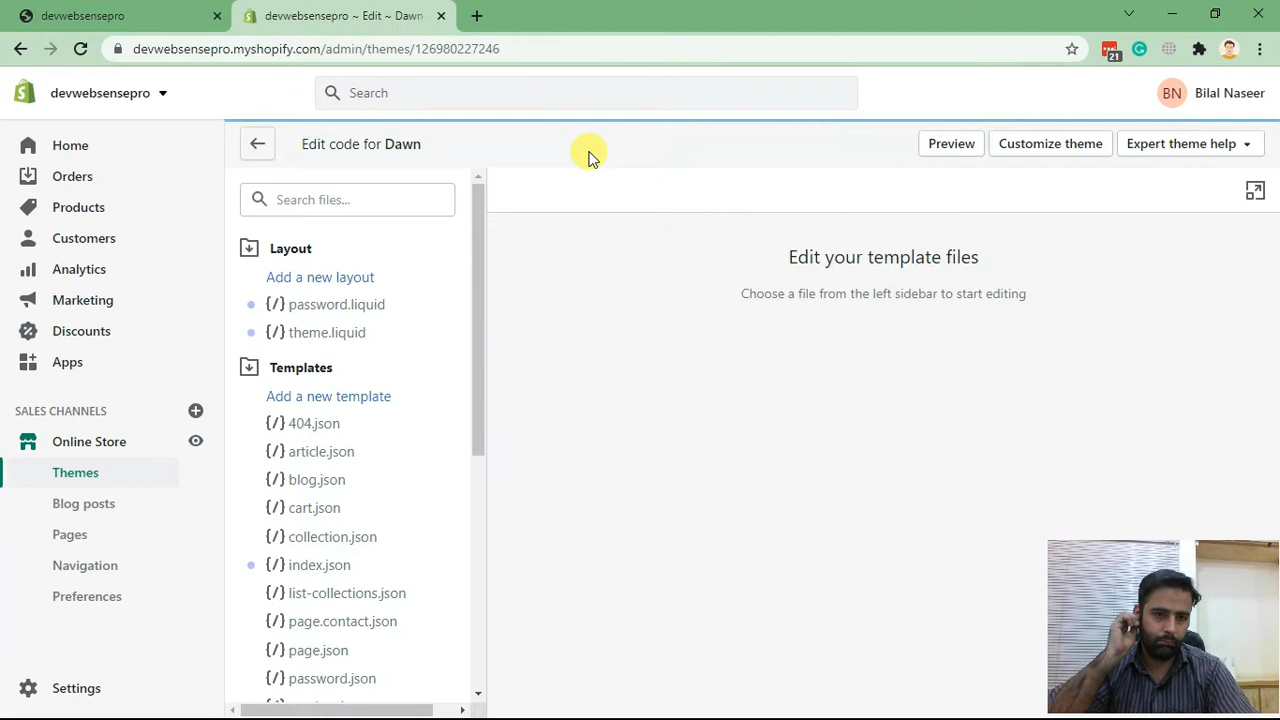 devwebsensepro
devwebsensepro ~ Edit ~ Dawn
devwebsensepro.myshopify.com/admin/themes/126980227246
21
devwebsensepro
Search
BN
Bilal Naseer
Home
Orders
Products
Customers
Analytics
Marketing
Discounts
Apps
SALES CHANNELS
Online Store
Themes
Blog posts
Pages
Navigation
Preferences
Settings
Edit code for Dawn
Preview
Customize theme
Expert theme help
Search files...
Layout
Add a new layout
{/} password.liquid
{/} theme.liquid
Templates
Add a new template
{/} 404.json
{/} article.json
{/} blog.json
{/} cart.json
{/} collection.json
{/} index.json
{/} list-collections.json
{/} page.contact.json
{/} page.json
{/} password.json
Edit your template files
Choose a file from the left sidebar to start editing